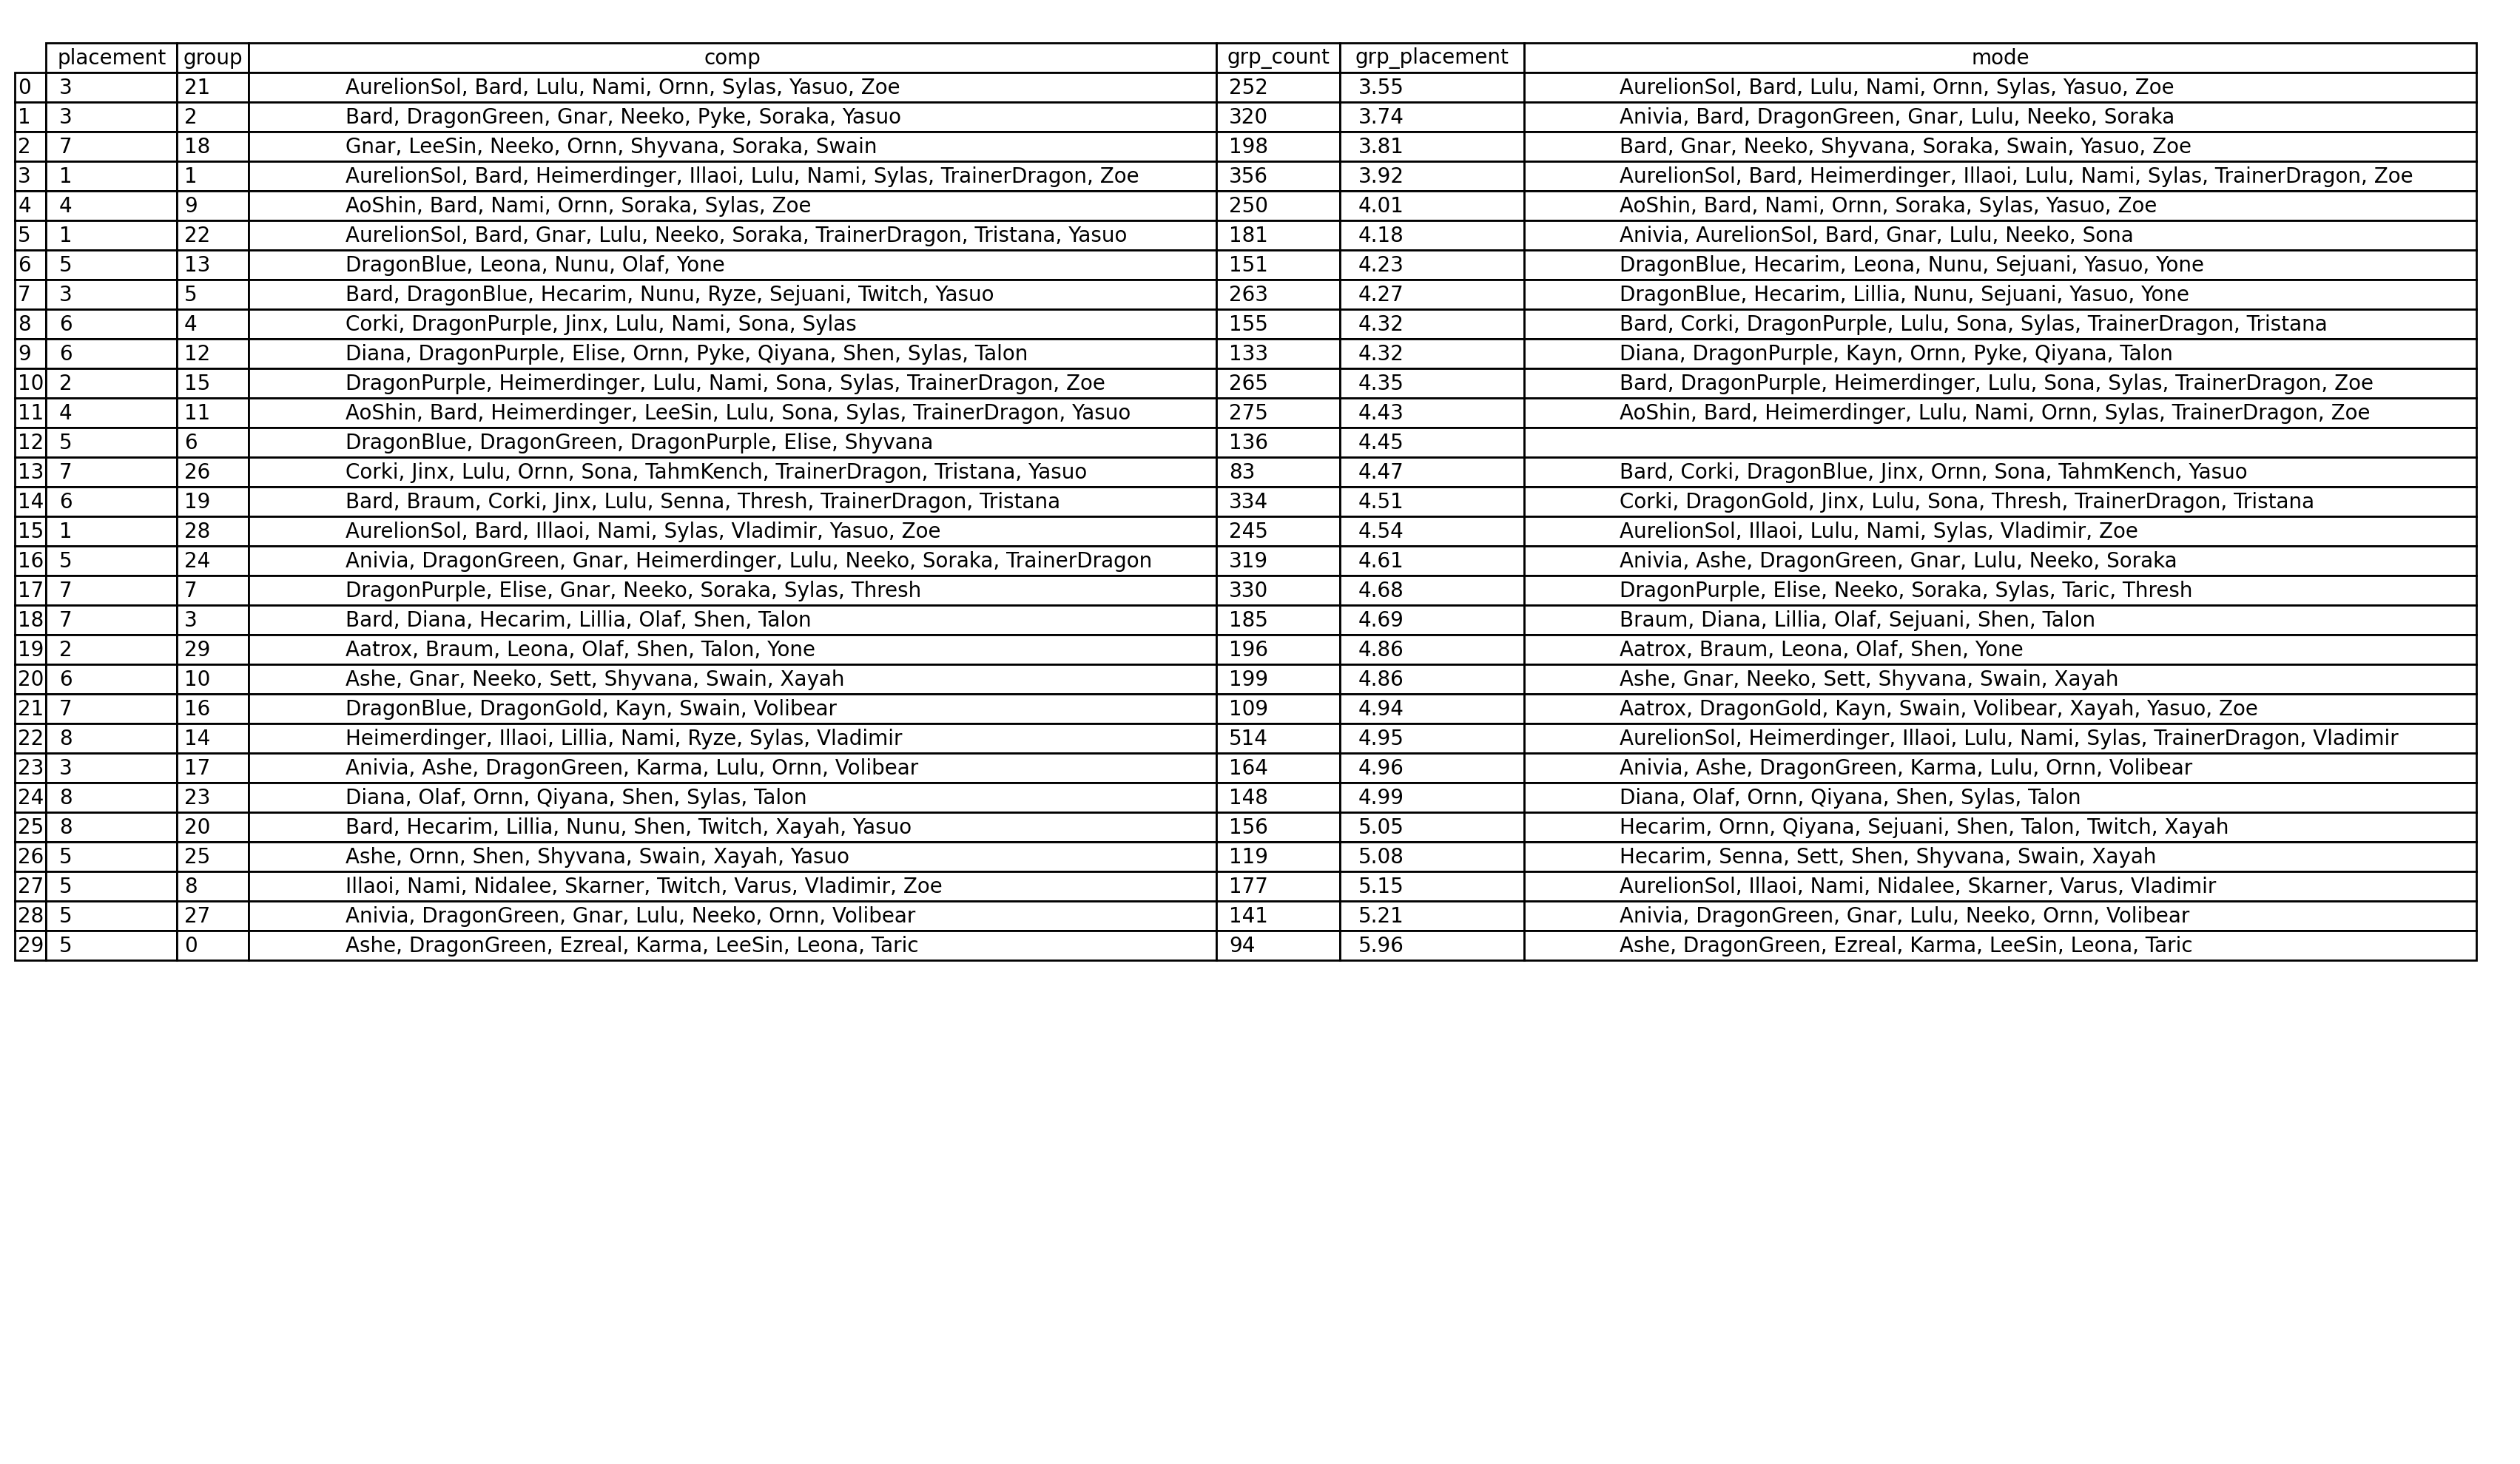 placement group comp grp_count grp_placement mode
0 3 21 AurelionSol, Bard, Lulu, Nami, Ornn, Sylas, Yasuo, Zoe 252 3.55 AurelionSol, Bard, Lulu, Nami, Ornn, Sylas, Yasuo, Zoe
1 3 2 Bard, DragonGreen, Gnar, Neeko, Pyke, Soraka, Yasuo 320 3.74 Anivia, Bard, DragonGreen, Gnar, Lulu, Neeko, Soraka
2 7 18 Gnar, LeeSin, Neeko, Ornn, Shyvana, Soraka, Swain 198 3.81 Bard, Gnar, Neeko, Shyvana, Soraka, Swain, Yasuo, Zoe
3 1 1 AurelionSol, Bard, Heimerdinger, Illaoi, Lulu, Nami, Sylas, TrainerDragon, Zoe 356 3.92 AurelionSol, Bard, Heimerdinger, Illaoi, Lulu, Nami, Sylas, TrainerDragon, Zoe
4 4 9 AoShin, Bard, Nami, Ornn, Soraka, Sylas, Zoe 250 4.01 AoShin, Bard, Nami, Ornn, Soraka, Sylas, Yasuo, Zoe
5 1 22 AurelionSol, Bard, Gnar, Lulu, Neeko, Soraka, TrainerDragon, Tristana, Yasuo 181 4.18 Anivia, AurelionSol, Bard, Gnar, Lulu, Neeko, Sona
6 5 13 DragonBlue, Leona, Nunu, Olaf, Yone 151 4.23 DragonBlue, Hecarim, Leona, Nunu, Sejuani, Yasuo, Yone
7 3 5 Bard, DragonBlue, Hecarim, Nunu, Ryze, Sejuani, Twitch, Yasuo 263 4.27 DragonBlue, Hecarim, Lillia, Nunu, Sejuani, Yasuo, Yone
8 6 4 Corki, DragonPurple, Jinx, Lulu, Nami, Sona, Sylas 155 4.32 Bard, Corki, DragonPurple, Lulu, Sona, Sylas, TrainerDragon, Tristana
9 6 12 Diana, DragonPurple, Elise, Ornn, Pyke, Qiyana, Shen, Sylas, Talon 133 4.32 Diana, DragonPurple, Kayn, Ornn, Pyke, Qiyana, Talon
10 2 15 DragonPurple, Heimerdinger, Lulu, Nami, Sona, Sylas, TrainerDragon, Zoe 265 4.35 Bard, DragonPurple, Heimerdinger, Lulu, Sona, Sylas, TrainerDragon, Zoe
11 4 11 AoShin, Bard, Heimerdinger, LeeSin, Lulu, Sona, Sylas, TrainerDragon, Yasuo 275 4.43 AoShin, Bard, Heimerdinger, Lulu, Nami, Ornn, Sylas, TrainerDragon, Zoe
12 5 6 DragonBlue, DragonGreen, DragonPurple, Elise, Shyvana 136 4.45
13 7 26 Corki, Jinx, Lulu, Ornn, Sona, TahmKench, TrainerDragon, Tristana, Yasuo 83 4.47 Bard, Corki, DragonBlue, Jinx, Ornn, Sona, TahmKench, Yasuo
14 6 19 Bard, Braum, Corki, Jinx, Lulu, Senna, Thresh, TrainerDragon, Tristana 334 4.51 Corki, DragonGold, Jinx, Lulu, Sona, Thresh, TrainerDragon, Tristana
15 1 28 AurelionSol, Bard, Illaoi, Nami, Sylas, Vladimir, Yasuo, Zoe 245 4.54 AurelionSol, Illaoi, Lulu, Nami, Sylas, Vladimir, Zoe
16 5 24 Anivia, DragonGreen, Gnar, Heimerdinger, Lulu, Neeko, Soraka, TrainerDragon 319 4.61 Anivia, Ashe, DragonGreen, Gnar, Lulu, Neeko, Soraka
17 7 7 DragonPurple, Elise, Gnar, Neeko, Soraka, Sylas, Thresh 330 4.68 DragonPurple, Elise, Neeko, Soraka, Sylas, Taric, Thresh
18 7 3 Bard, Diana, Hecarim, Lillia, Olaf, Shen, Talon 185 4.69 Braum, Diana, Lillia, Olaf, Sejuani, Shen, Talon
19 2 29 Aatrox, Braum, Leona, Olaf, Shen, Talon, Yone 196 4.86 Aatrox, Braum, Leona, Olaf, Shen, Yone
20 6 10 Ashe, Gnar, Neeko, Sett, Shyvana, Swain, Xayah 199 4.86 Ashe, Gnar, Neeko, Sett, Shyvana, Swain, Xayah
21 7 16 DragonBlue, DragonGold, Kayn, Swain, Volibear 109 4.94 Aatrox, DragonGold, Kayn, Swain, Volibear, Xayah, Yasuo, Zoe
22 8 14 Heimerdinger, Illaoi, Lillia, Nami, Ryze, Sylas, Vladimir 514 4.95 AurelionSol, Heimerdinger, Illaoi, Lulu, Nami, Sylas, TrainerDragon, Vladimir
23 3 17 Anivia, Ashe, DragonGreen, Karma, Lulu, Ornn, Volibear 164 4.96 Anivia, Ashe, DragonGreen, Karma, Lulu, Ornn, Volibear
24 8 23 Diana, Olaf, Ornn, Qiyana, Shen, Sylas, Talon 148 4.99 Diana, Olaf, Ornn, Qiyana, Shen, Sylas, Talon
25 8 20 Bard, Hecarim, Lillia, Nunu, Shen, Twitch, Xayah, Yasuo 156 5.05 Hecarim, Ornn, Qiyana, Sejuani, Shen, Talon, Twitch, Xayah
26 5 25 Ashe, Ornn, Shen, Shyvana, Swain, Xayah, Yasuo 119 5.08 Hecarim, Senna, Sett, Shen, Shyvana, Swain, Xayah
27 5 8 Illaoi, Nami, Nidalee, Skarner, Twitch, Varus, Vladimir, Zoe 177 5.15 AurelionSol, Illaoi, Nami, Nidalee, Skarner, Varus, Vladimir
28 5 27 Anivia, DragonGreen, Gnar, Lulu, Neeko, Ornn, Volibear 141 5.21 Anivia, DragonGreen, Gnar, Lulu, Neeko, Ornn, Volibear
29 5 0 Ashe, DragonGreen, Ezreal, Karma, LeeSin, Leona, Taric 94 5.96 Ashe, DragonGreen, Ezreal, Karma, LeeSin, Leona, Taric